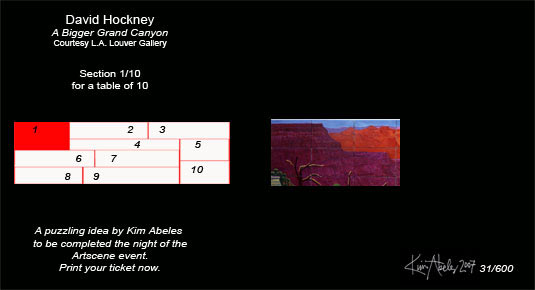 David Hockney
A Bigger Grand Canyon
Courtesy L.A. Louver Gallery
Section 1/10
for a table of 10
1
2
3
4
5
6
7
8
9
10
A puzzling idea by Kim Abeles
to be completed the night of the
Artscene event.
Print your ticket now.
Kim Abeles 2007
31/600